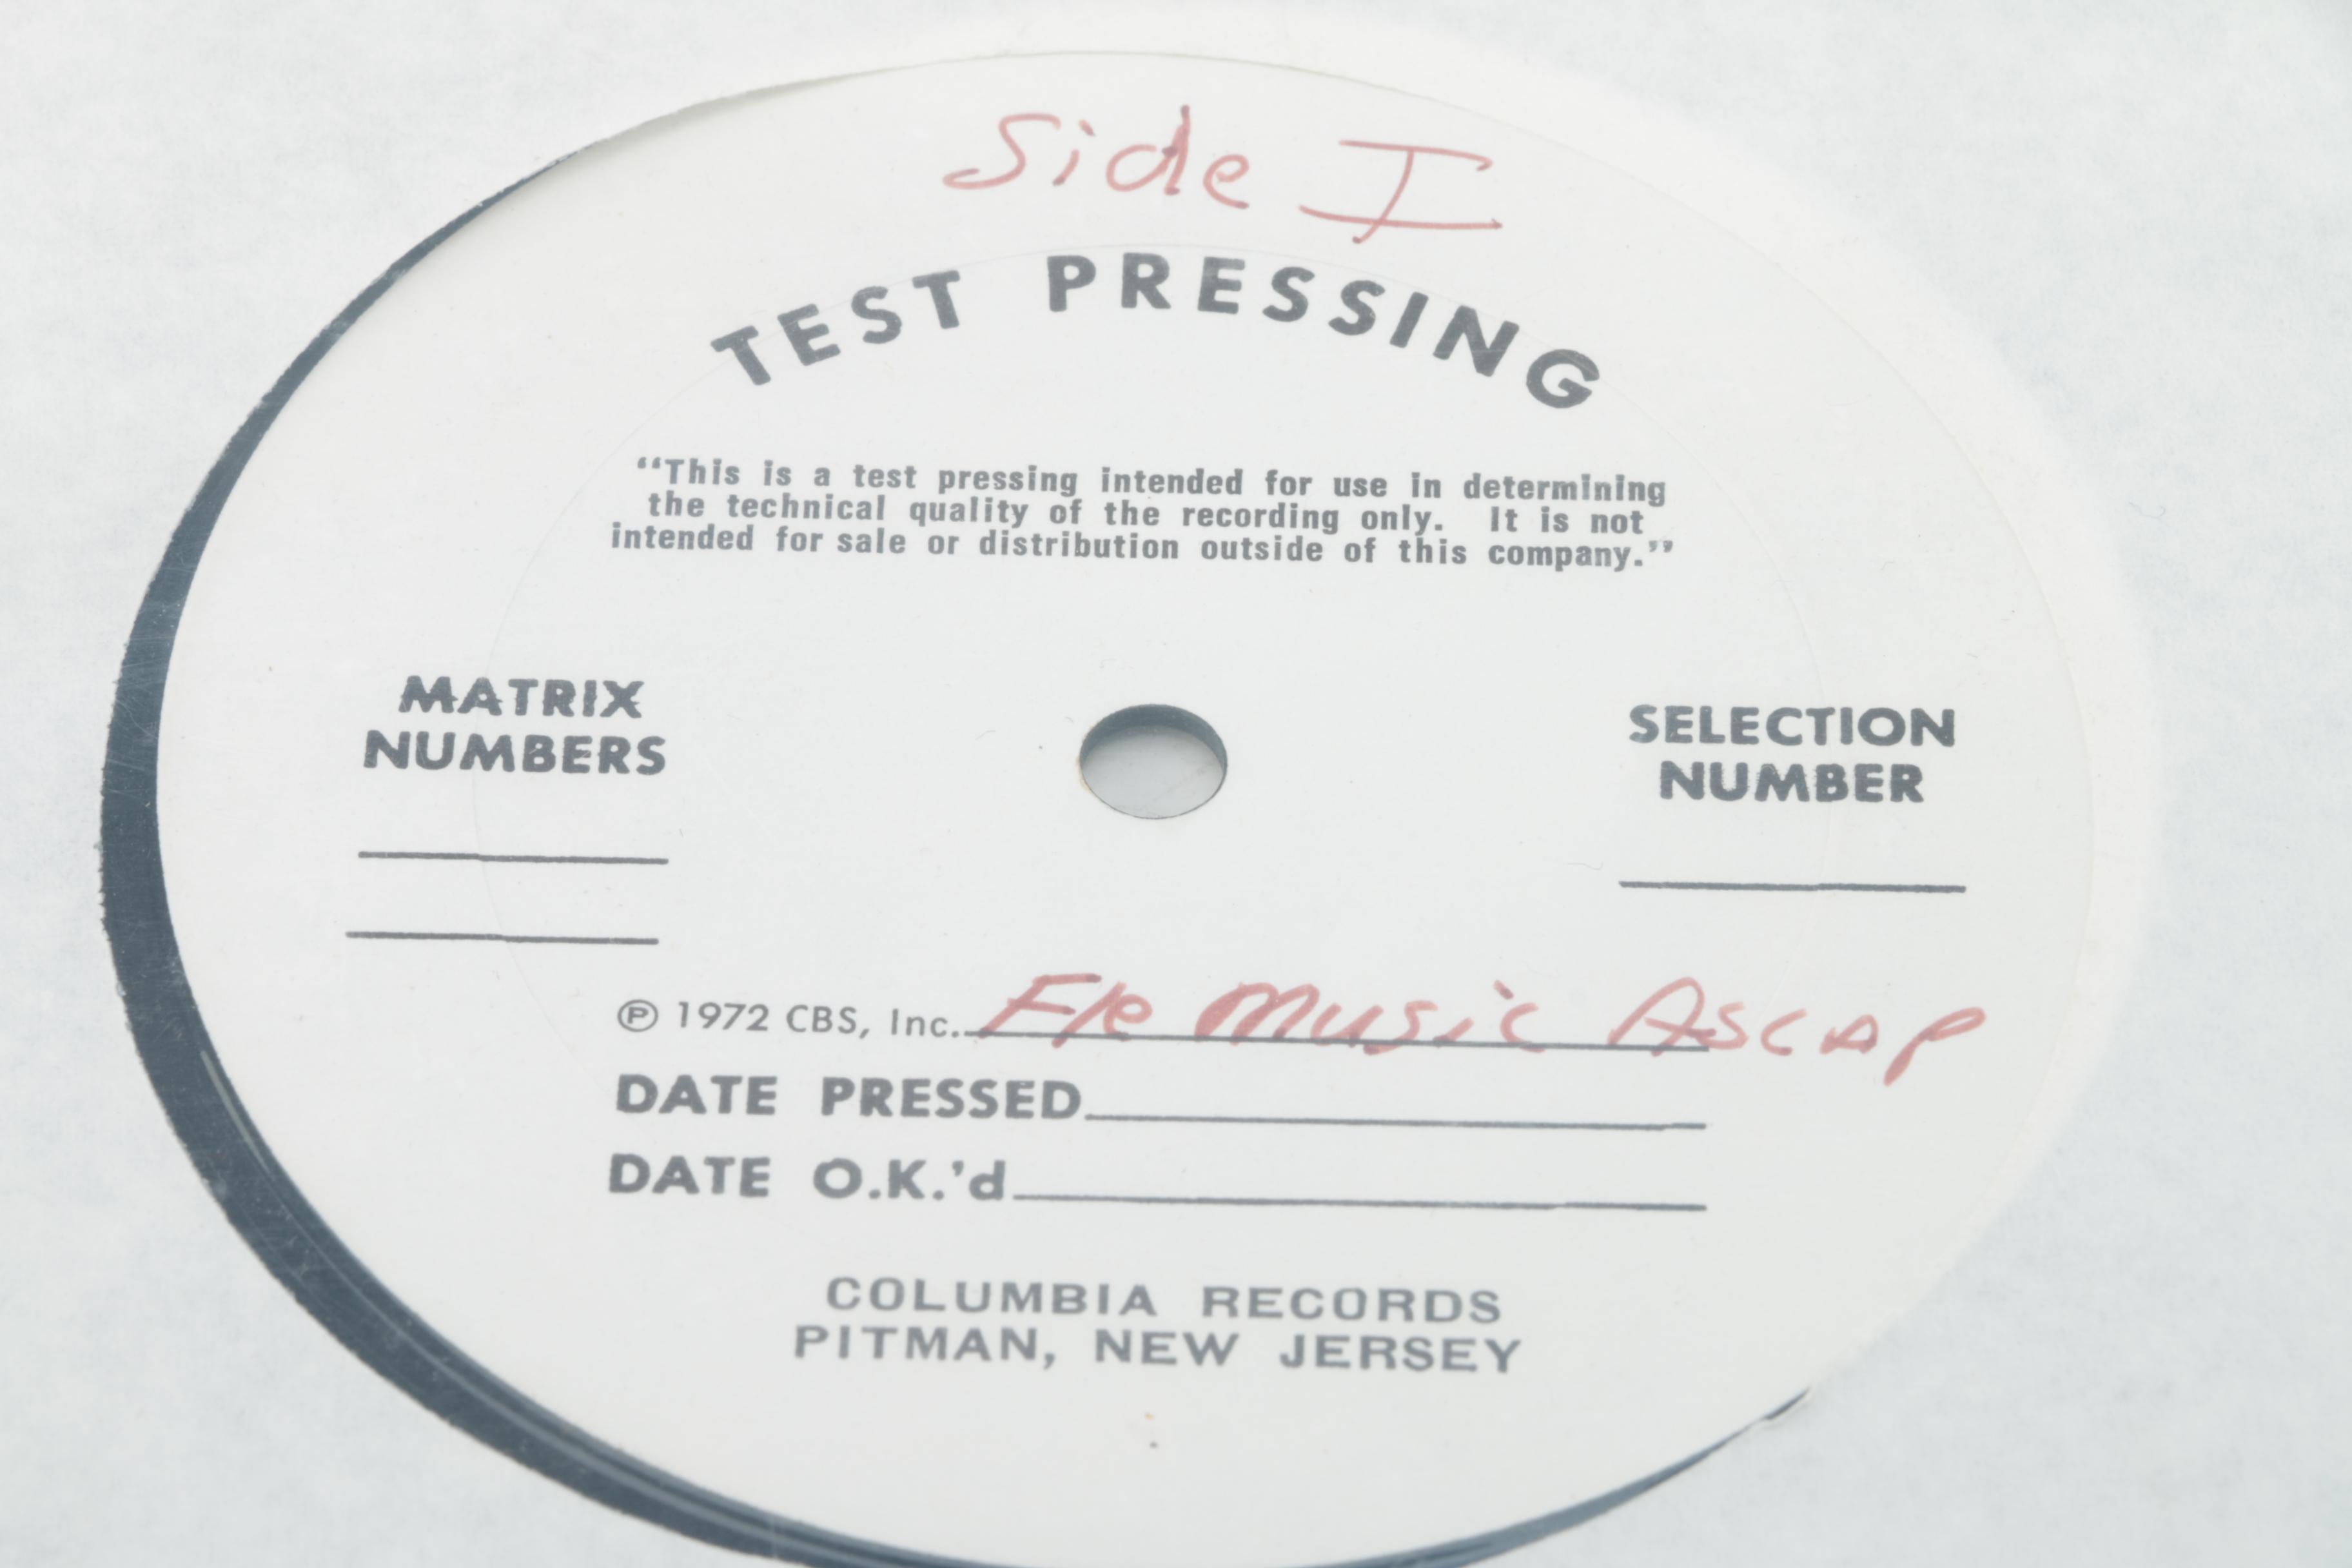 Side I
TEST PRESSING
“This is a test pressing intended for use in determining
the technical quality of the recording only. It is not
intended for sale or distribution outside of this company.”
MATRIX
NUMBERS
SELECTION
NUMBER
Ⓟ 1972 CBS, Inc. Fle Music Ascap
DATE PRESSED
DATE O.K.'d
COLUMBIA RECORDS
PITMAN, NEW JERSEY